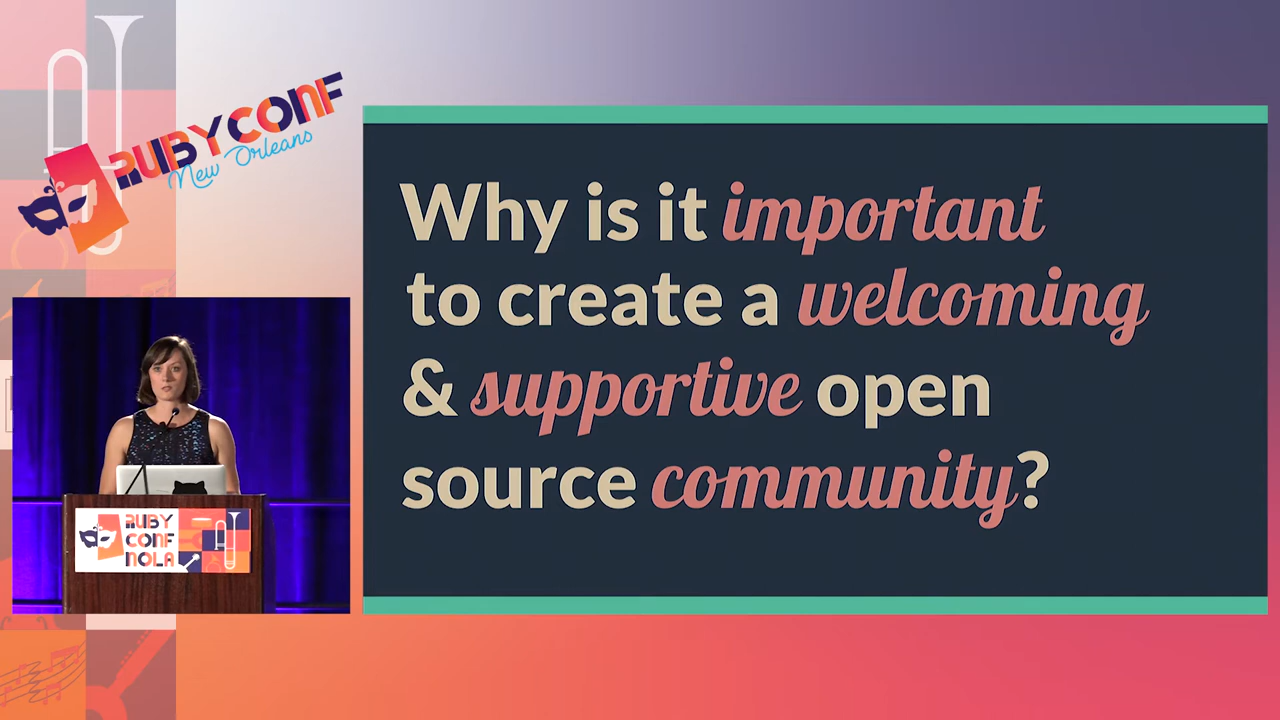 RUBYCONF
New Orleans
Why is it important
to create a welcoming
& supportive open
source community?
RUBY
CONF
NOLA